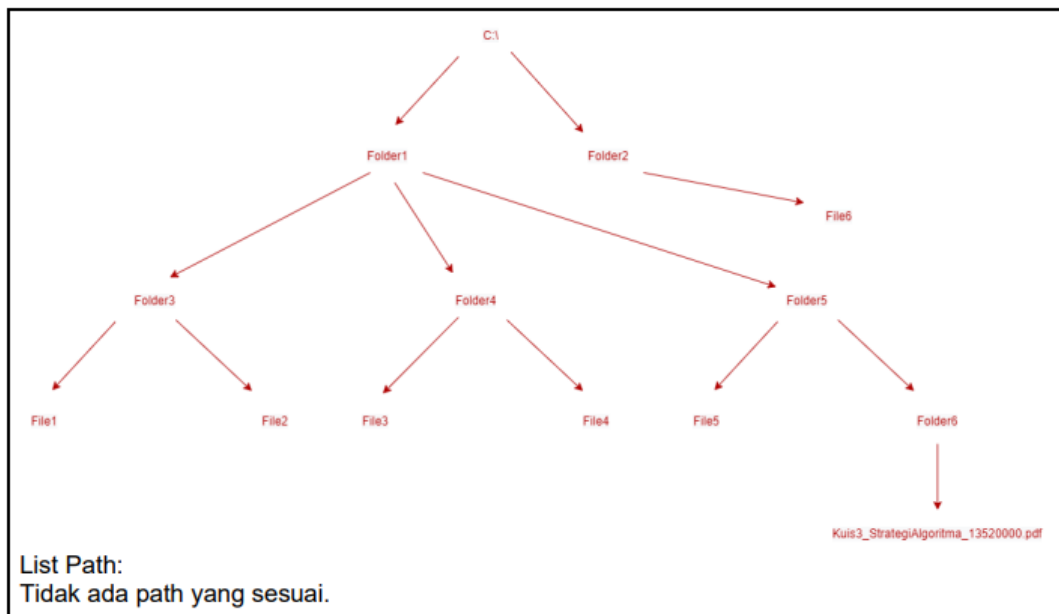 C:\
Folder1
Folder2
File6
Folder3
Folder4
Folder5
File1
File2
File3
File4
File5
Folder6
Kuis3_StrategiAlgoritma_13520000.pdf
List Path:
Tidak ada path yang sesuai.